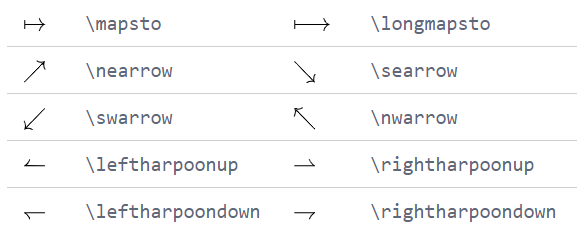 ↦ \mapsto ⟼ \longmapsto
↗ \nearrow ↘ \searrow
↙ \swarrow ↖ \nwarrow
↼ \leftharpoonup ⇀ \rightharpoonup
↽ \leftharpoondown ⇁ \rightharpoondown